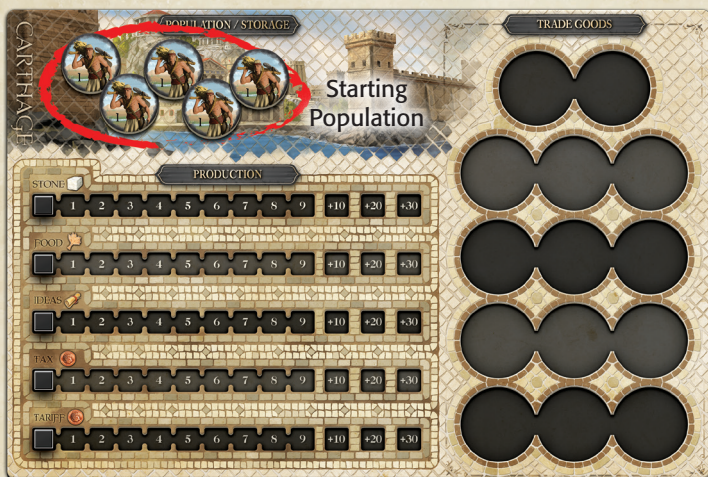 CARTHAGE
POPULATION / STORAGE
Starting
Population
TRADE GOODS
PRODUCTION
STONE
1 2 3 4 5 6 7 8 9 +10 +20 +30
FOOD
1 2 3 4 5 6 7 8 9 +10 +20 +30
IDEAS
1 2 3 4 5 6 7 8 9 +10 +20 +30
TAX 3
1 2 3 4 5 6 7 8 9 +10 +20 +30
TARIFF 3
1 2 3 4 5 6 7 8 9 +10 +20 +30